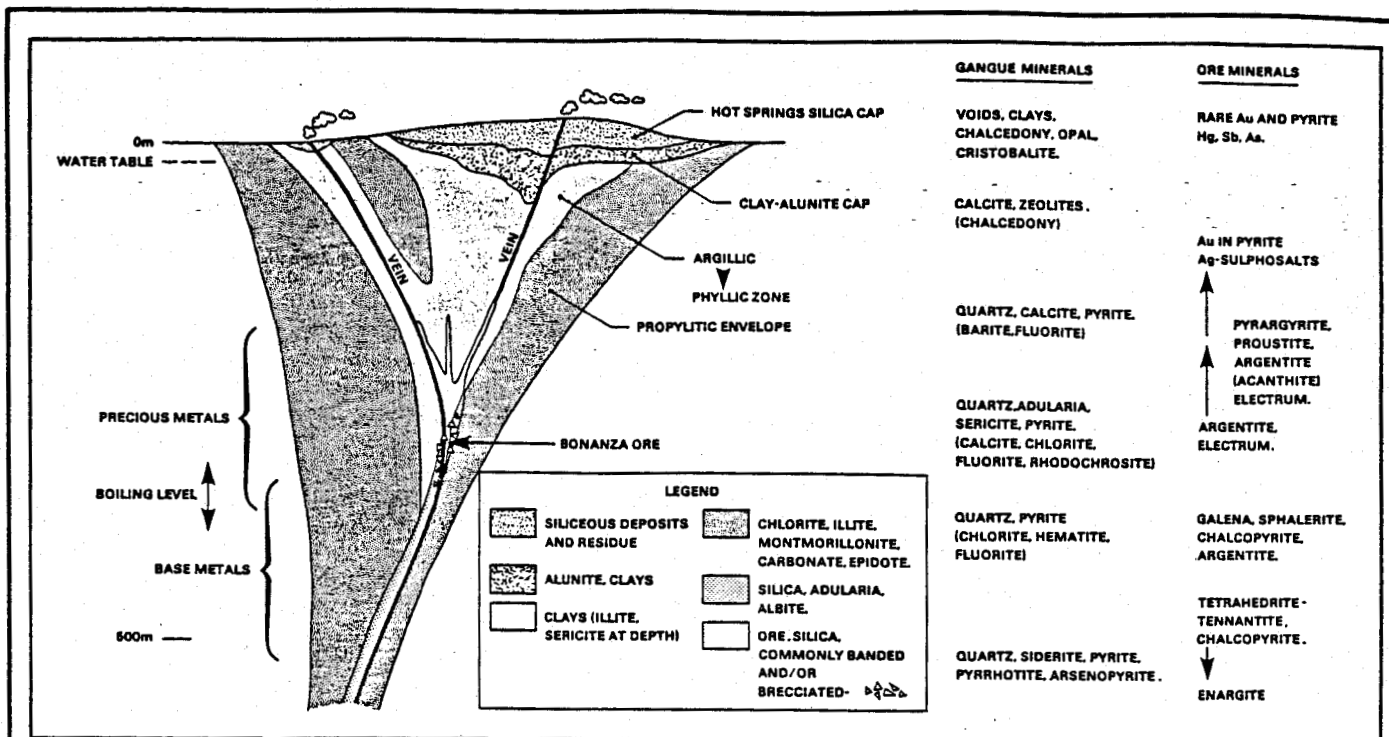 GANGUE MINERALS
ORE MINERALS
HOT SPRINGS SILICA CAP
VOIDS, CLAYS,
CHALCEDONY, OPAL,
CRISTOBALITE.
RARE Au AND PYRITE
Hg, Sb, As.
0m
WATER TABLE
CLAY-ALUNITE CAP
CALCITE, ZEOLITES.
(CHALCEDONY)
VEIN
VEIN
ARGILLIC
PHYLLIC ZONE
Au IN PYRITE
Ag-SULPHOSALTS
PROPYLITIC ENVELOPE
QUARTZ, CALCITE, PYRITE.
(BARITE, FLUORITE)
PYRARGYRITE,
PROUSTITE,
ARGENTITE
(ACANTHITE)
ELECTRUM.
PRECIOUS METALS
BONANZA ORE
QUARTZ, ADULARIA,
SERICITE, PYRITE,
(CALCITE, CHLORITE,
FLUORITE, RHODOCHROSITE)
ARGENTITE,
ELECTRUM.
BOILING LEVEL
BASE METALS
500m
LEGEND
SILICEOUS DEPOSITS
AND RESIDUE
ALUNITE, CLAYS
CLAYS (ILLITE,
SERICITE AT DEPTH)
CHLORITE, ILLITE,
MONTMORILLONITE,
CARBONATE, EPIDOTE.
SILICA, ADULARIA,
ALBITE.
ORE, SILICA,
COMMONLY BANDED
AND/OR
BRECCIATED-
QUARTZ, PYRITE
(CHLORITE, HEMATITE,
FLUORITE)
GALENA, SPHALERITE,
CHALCOPYRITE,
ARGENTITE.
TETRAHEDRITE-
TENNANTITE,
CHALCOPYRITE.
QUARTZ, SIDERITE, PYRITE,
PYRRHOTITE, ARSENOPYRITE.
ENARGITE